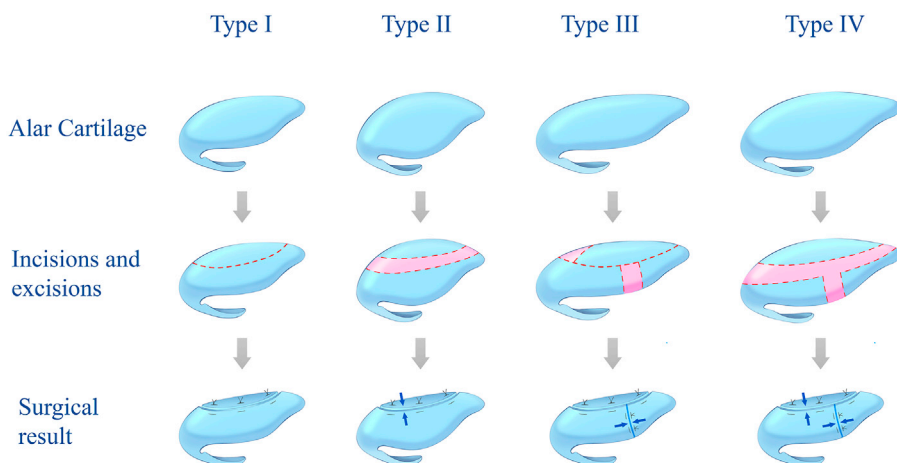 Type I
Type II
Type III
Type IV
Alar Cartilage
Incisions and
excisions
Surgical
result